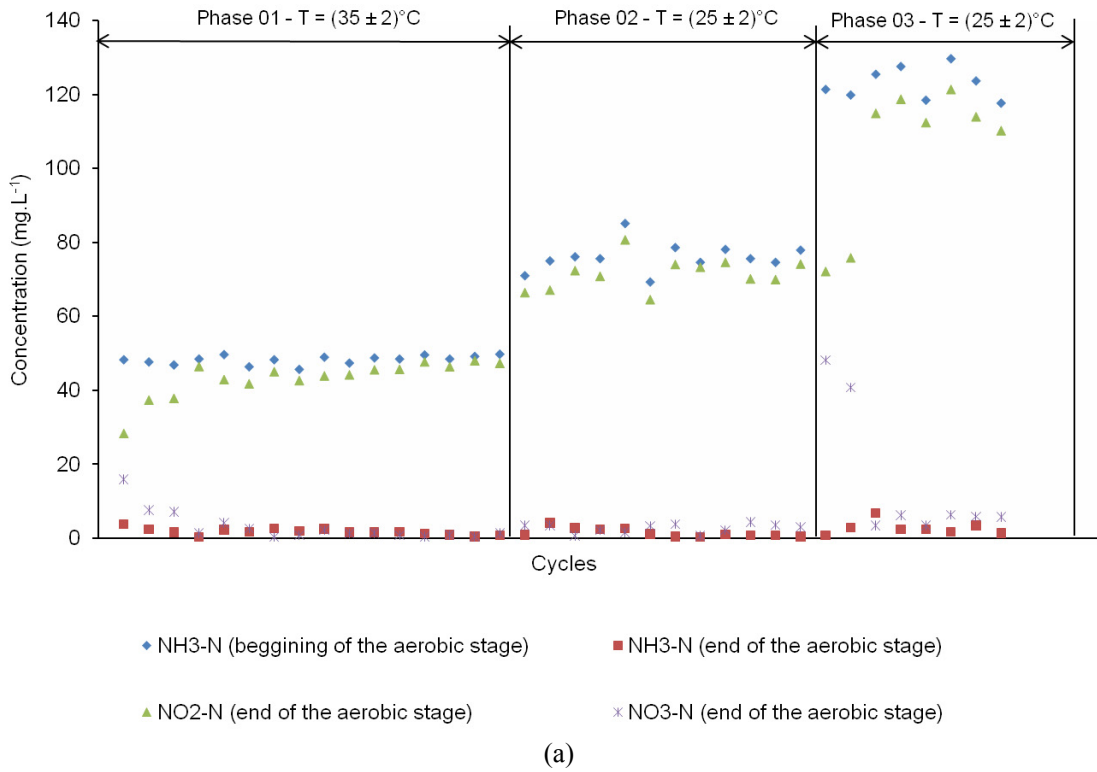 Phase 01 - T = (35 ± 2)°C
Phase 02 - T = (25 ± 2)°C
Phase 03 - T = (25 ± 2)°C
140
120
100
80
60
40
20
0
Concentration (mg.L⁻¹)
Cycles
NH3-N (beggining of the aerobic stage)
NH3-N (end of the aerobic stage)
NO2-N (end of the aerobic stage)
NO3-N (end of the aerobic stage)
(a)